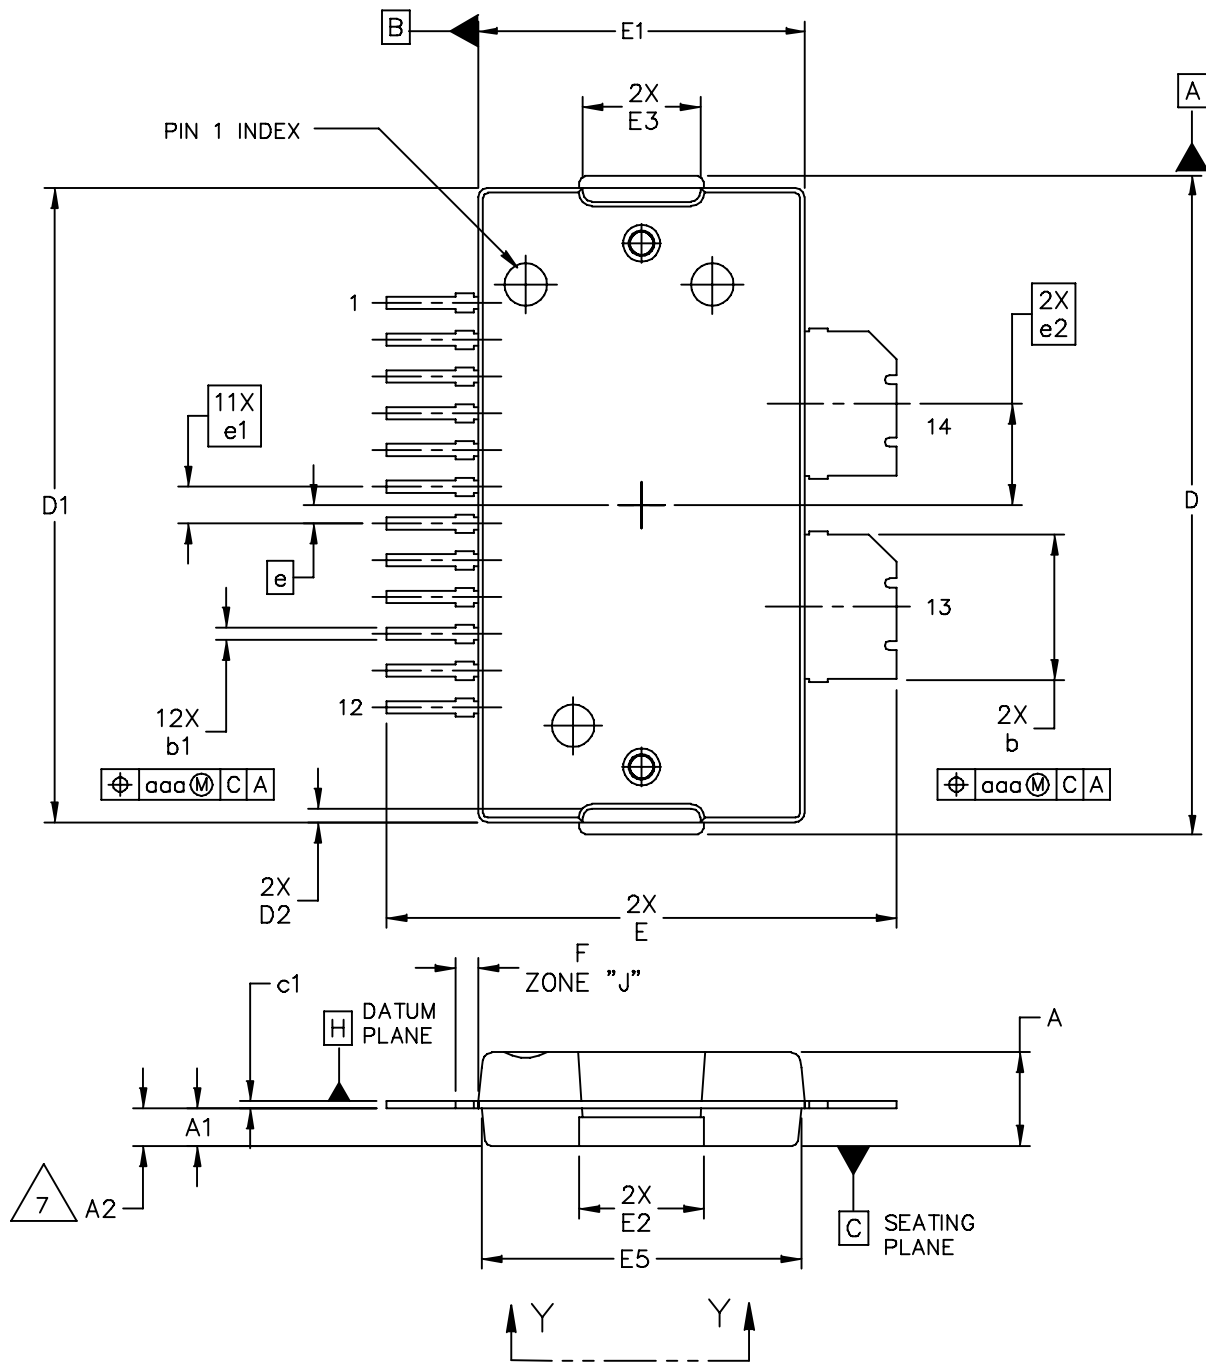 B
E1
2X
E3
A
PIN 1 INDEX
1
2X
e2
11X
e1
14
D1
D
e
13
12X
b1
12
2X
b
⌖ aaa Ⓜ C A
⌖ aaa Ⓜ C A
2X
D2
2X
E
F
ZONE "J"
c1
H
DATUM
PLANE
A
A1
7
A2
2X
E2
C
SEATING
PLANE
E5
Y
Y